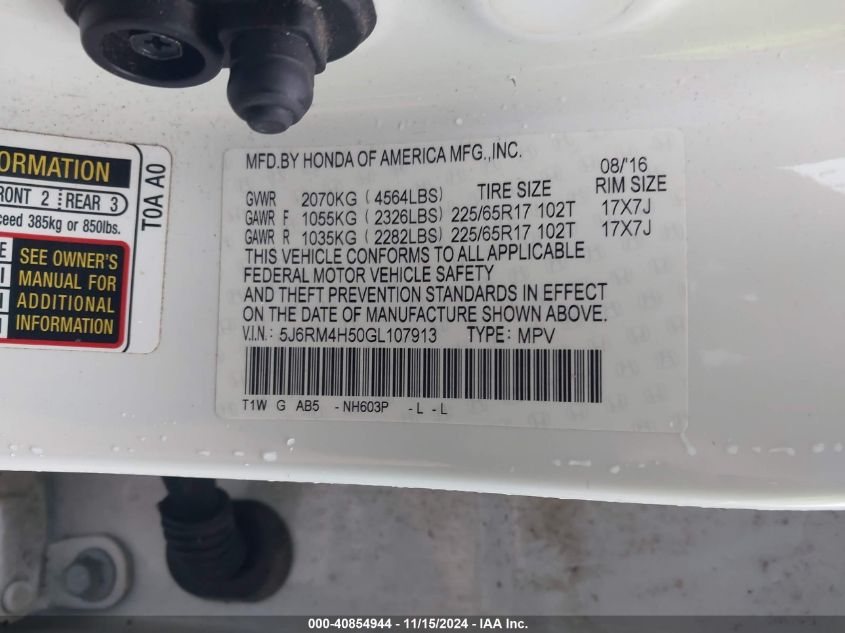 ORMATION
RONT 2 REAR 3
ceed 385kg or 850lbs.
SEE OWNER'S
MANUAL FOR
ADDITIONAL
INFORMATION
T0A A0
MFD.BY HONDA OF AMERICA MFG.,INC. 08/'16
GVWR 2070KG (4564LBS) TIRE SIZE RIM SIZE
GAWR F 1055KG (2326LBS) 225/65R17 102T 17X7J
GAWR R 1035KG (2282LBS) 225/65R17 102T 17X7J
THIS VEHICLE CONFORMS TO ALL APPLICABLE
FEDERAL MOTOR VEHICLE SAFETY
AND THEFT PREVENTION STANDARDS IN EFFECT
ON THE DATE OF MANUFACTURE SHOWN ABOVE.
V.I.N.: 5J6RM4H50GL107913 TYPE: MPV
T1W G AB5 - NH603P - L - L
000-40854944 - 11/15/2024 - IAA Inc.